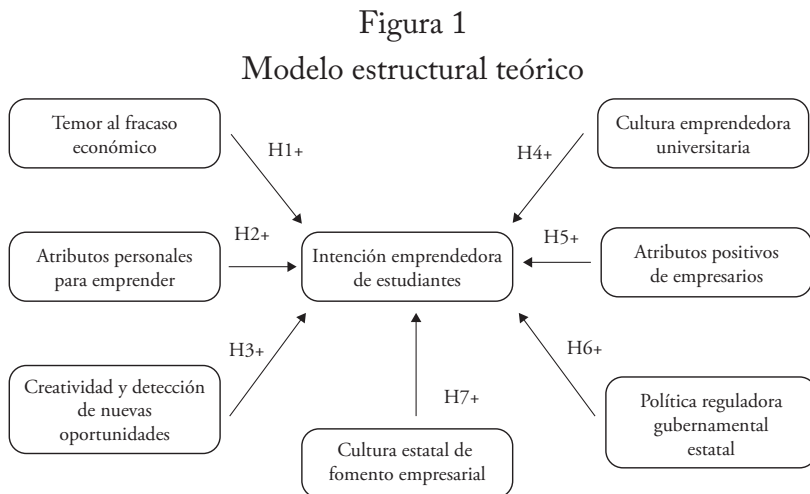 Figura 1
Modelo estructural teórico
Temor al fracaso
económico
H1+
H4+
Cultura emprendedora
universitaria
Atributos personales
para emprender
H2+
Intención emprendedora
de estudiantes
H5+
Atributos positivos
de empresarios
Creatividad y detección
de nuevas
oportunidades
H3+
H7+
H6+
Política reguladora
gubernamental
estatal
Cultura estatal de
fomento empresarial